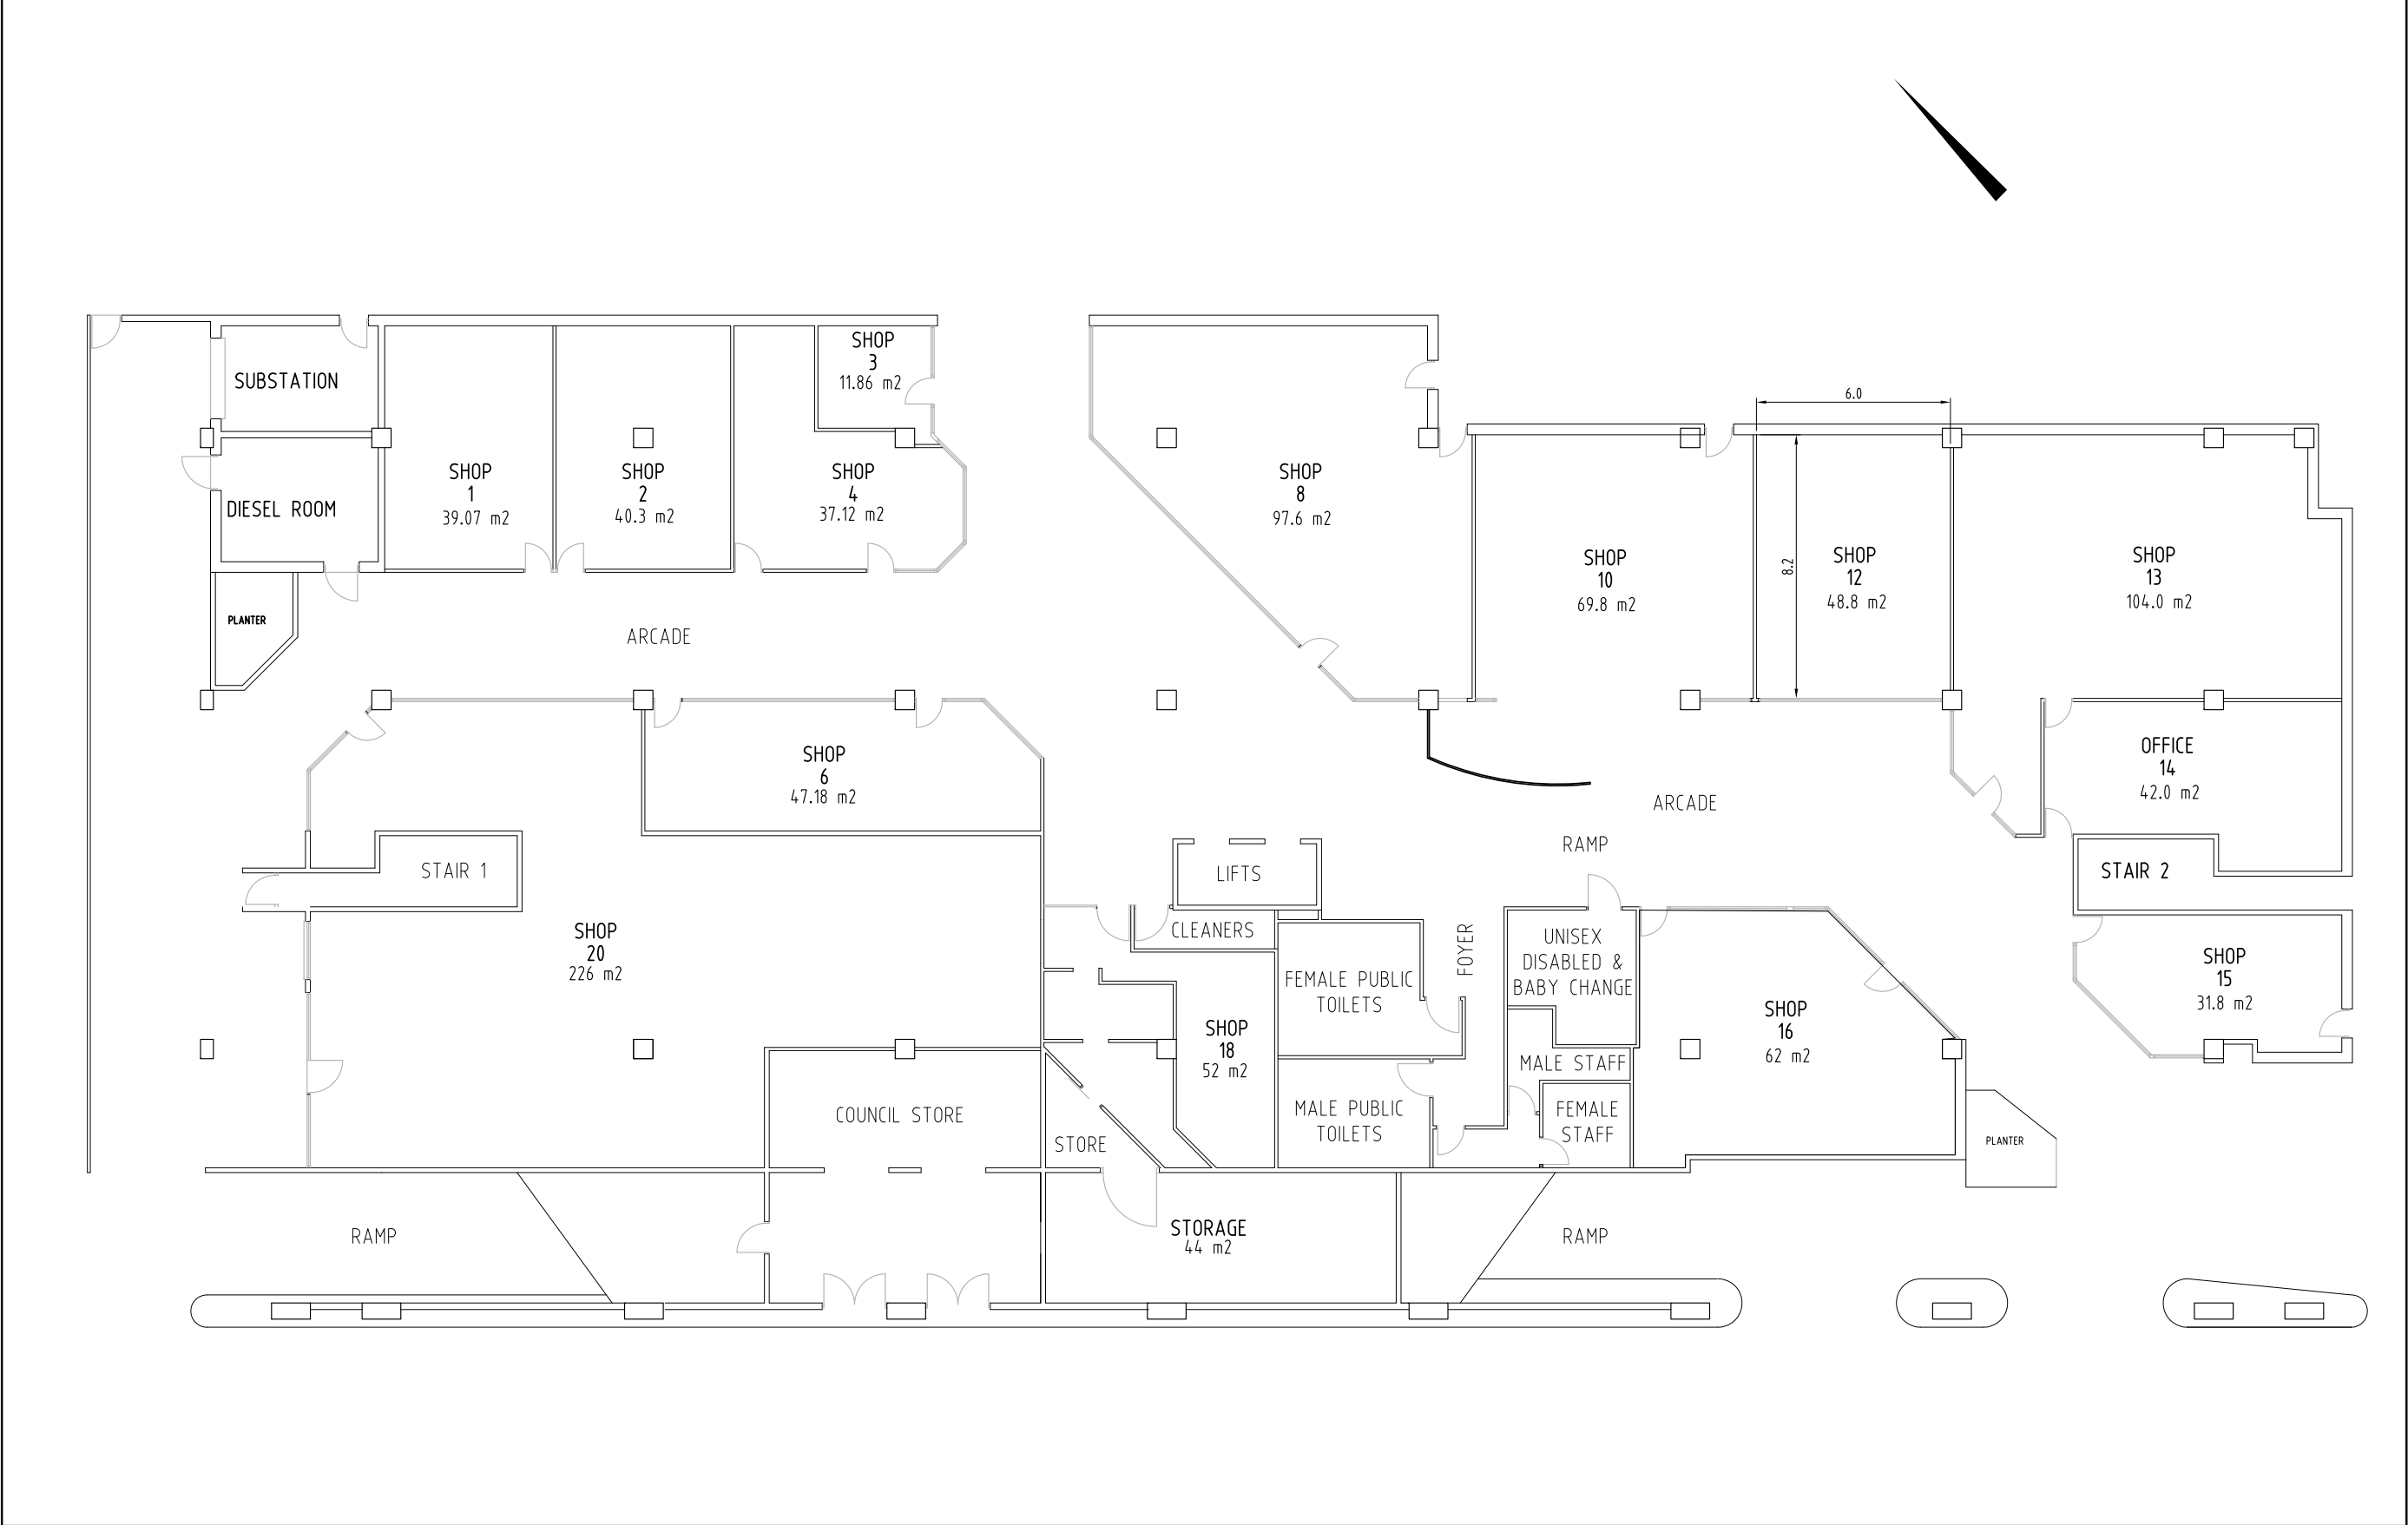 SUBSTATION
DIESEL ROOM
PLANTER
SHOP
1
39.07 m2
SHOP
2
40.3 m2
SHOP
3
11.86 m2
SHOP
4
37.12 m2
ARCADE
SHOP
6
47.18 m2
SHOP
8
97.6 m2
SHOP
10
69.8 m2
6.0
8.2
SHOP
12
48.8 m2
SHOP
13
104.0 m2
OFFICE
14
42.0 m2
ARCADE
RAMP
STAIR 1
LIFTS
STAIR 2
SHOP
20
226 m2
CLEANERS
FOYER
FEMALE PUBLIC
TOILETS
UNISEX
DISABLED &
BABY CHANGE
SHOP
15
31.8 m2
SHOP
16
62 m2
SHOP
18
52 m2
MALE STAFF
MALE PUBLIC
TOILETS
FEMALE
STAFF
COUNCIL STORE
STORE
PLANTER
RAMP
STORAGE
44 m2
RAMP